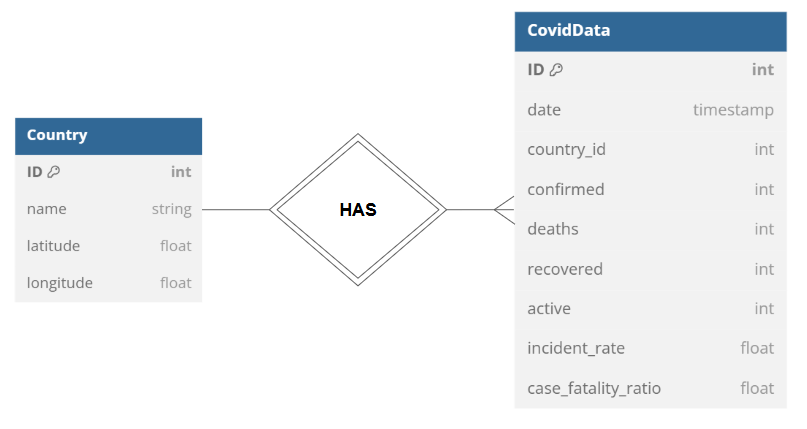 Country
ID int
name string
latitude float
longitude float
HAS
CovidData
ID int
date timestamp
country_id int
confirmed int
deaths int
recovered int
active int
incident_rate float
case_fatality_ratio float